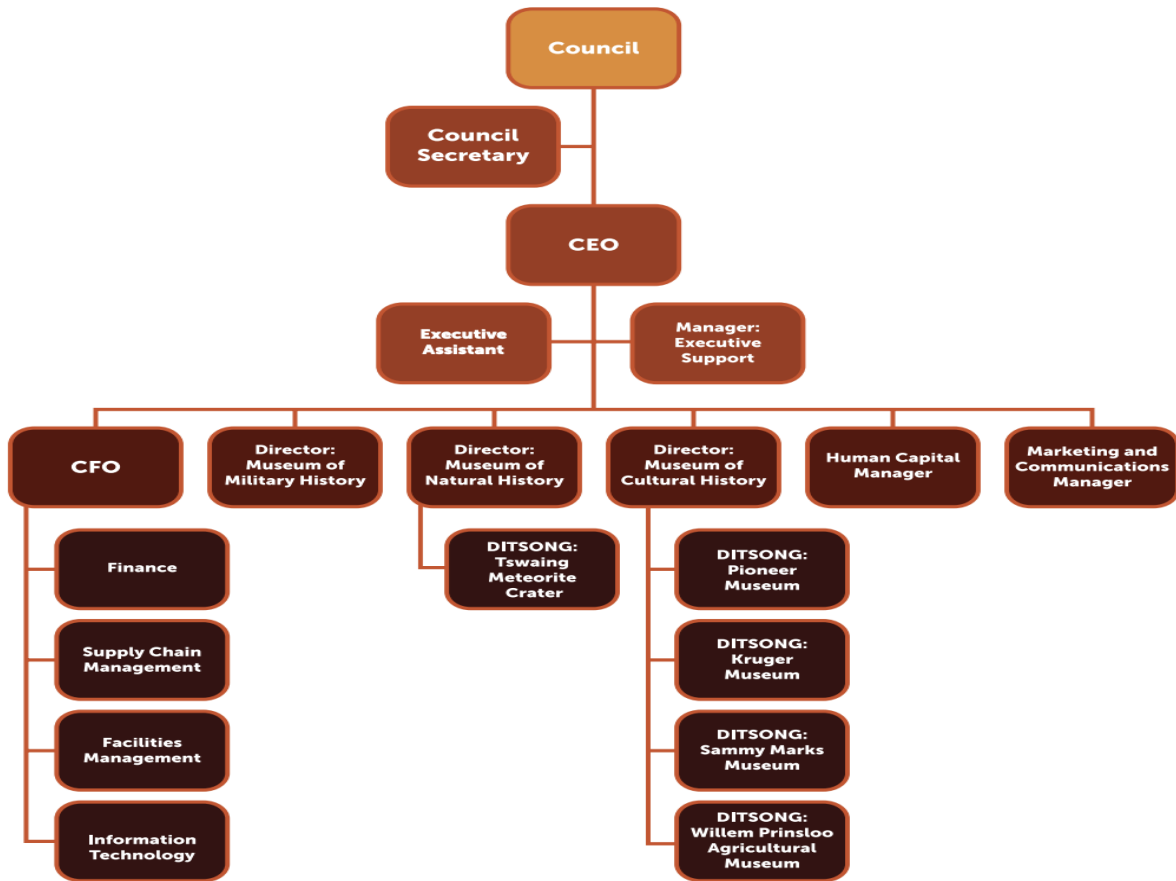 Council
Council
Secretary
CEO
Executive
Assistant
Manager:
Executive
Support
CFO
Director:
Museum of
Military History
Director:
Museum of
Natural History
Director:
Museum of
Cultural History
Human Capital
Manager
Marketing and
Communications
Manager
Finance
Supply Chain
Management
Facilities
Management
Information
Technology
DITSONG:
Tswaing
Meteorite
Crater
DITSONG:
Pioneer
Museum
DITSONG:
Kruger
Museum
DITSONG:
Sammy Marks
Museum
DITSONG:
Willem Prinsloo
Agricultural
Museum